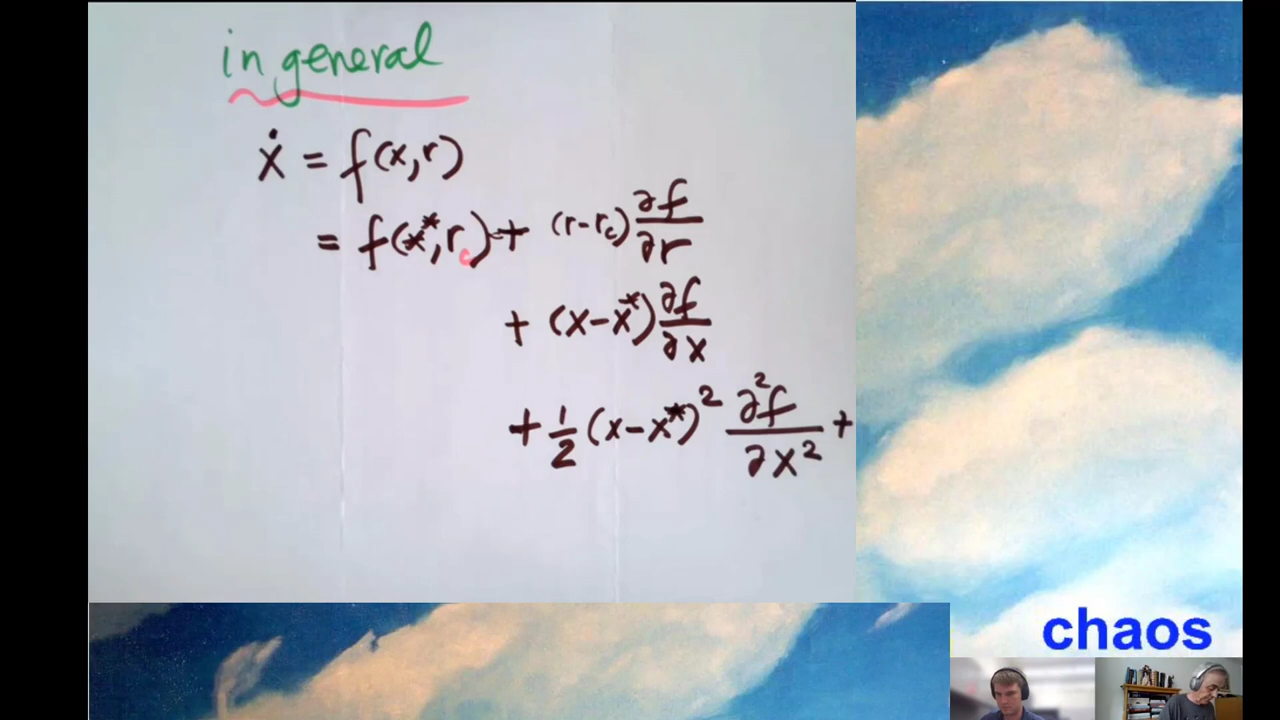 in general
ẋ = f(x,r)
= f(x*,r_c) + (r-r_c) ∂f/∂r
+ (x-x*) ∂f/∂x
+ 1/2 (x-x*)² ∂²f/∂x² +
chaos